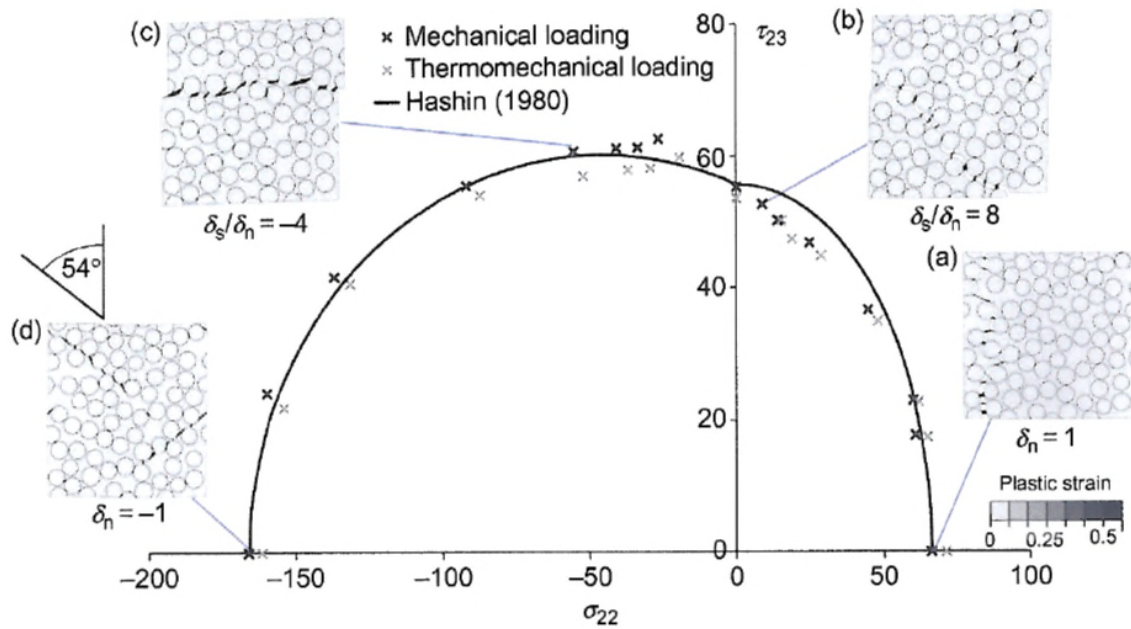 (c)
× Mechanical loading
× Thermomechanical loading
Hashin (1980)
δs/δn = –4
80
τ23
(b)
δs/δn = 8
60
54°
(a)
40
(d)
20
δn = 1
Plastic strain
0 0.25 0.5
δn = –1
0
–200 –150 –100 –50 0 50 100
σ22